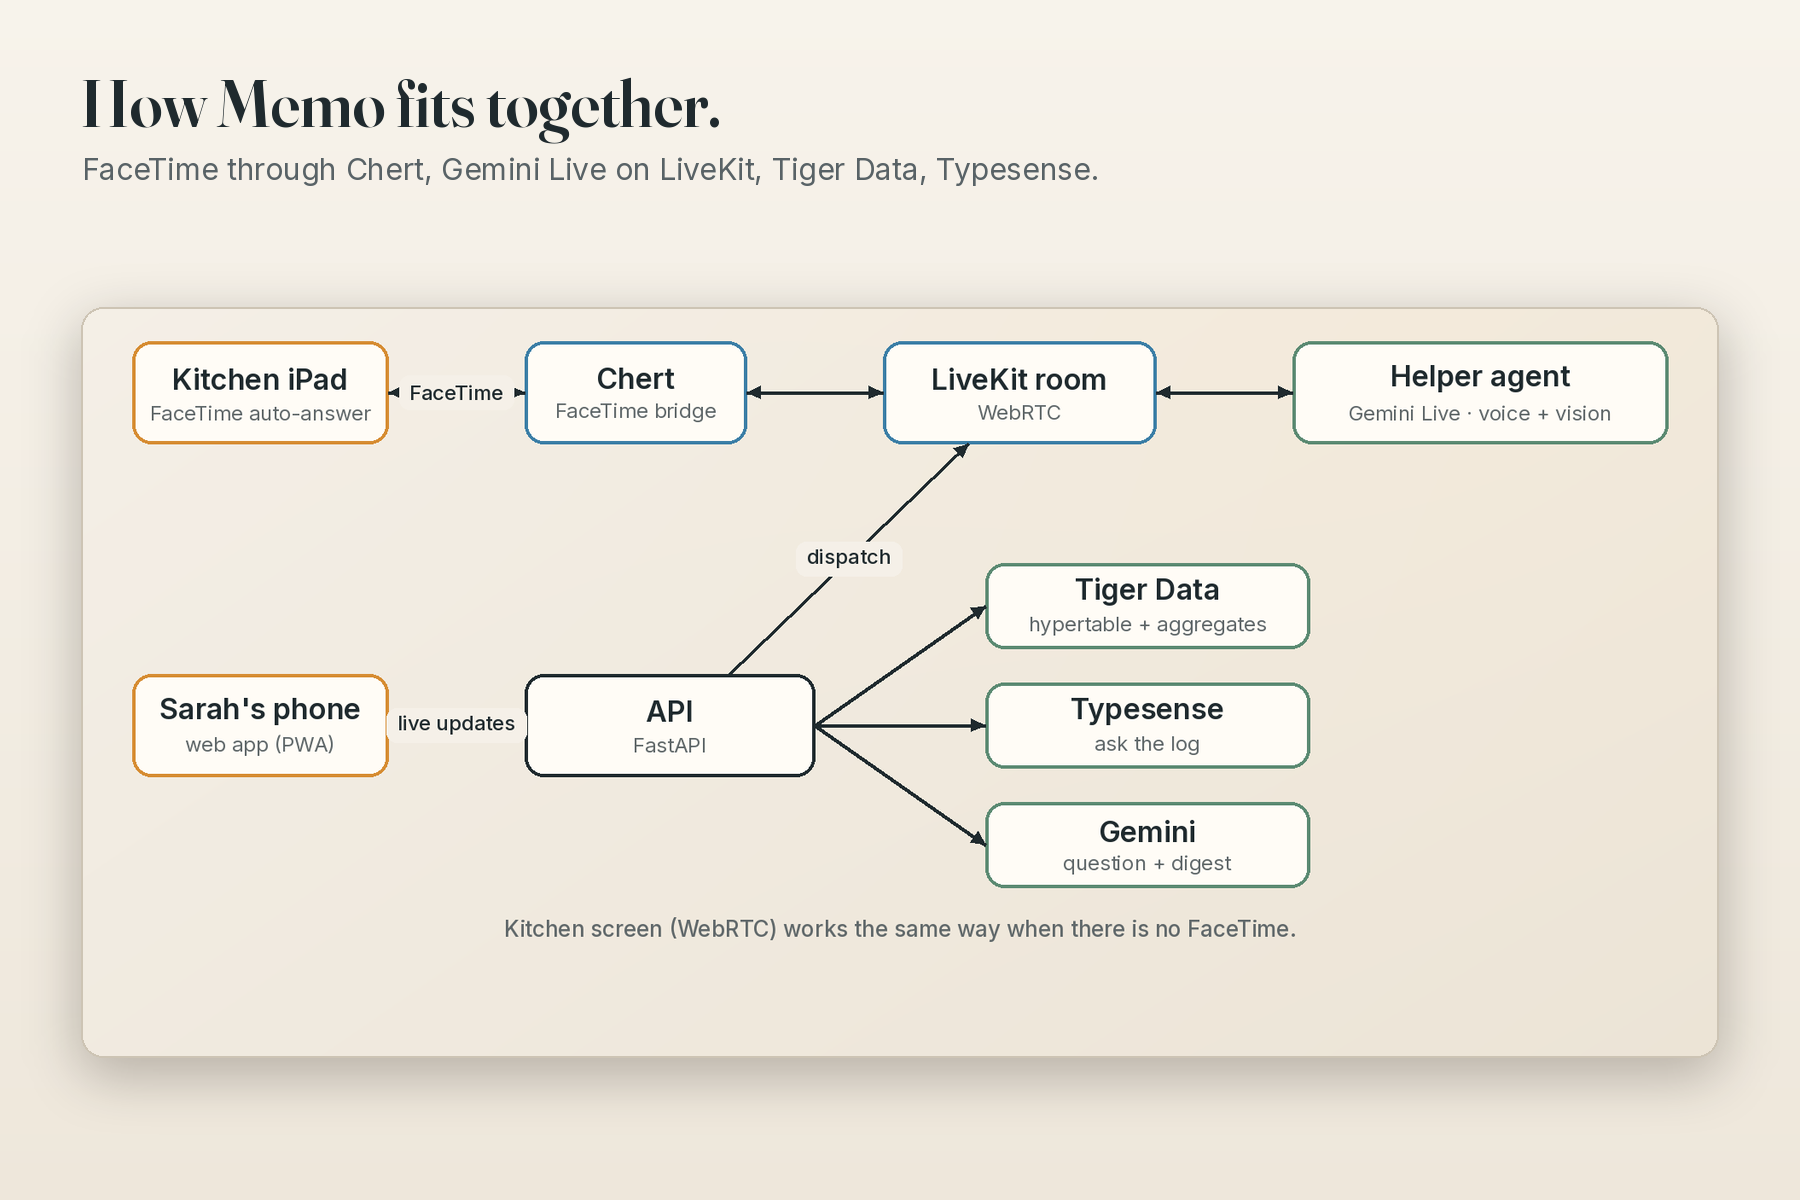 How Memo fits together.
FaceTime through Chert, Gemini Live on LiveKit, Tiger Data, Typesense.
Kitchen iPad
FaceTime auto-answer
FaceTime
Chert
FaceTime bridge
LiveKit room
WebRTC
Helper agent
Gemini Live · voice + vision
dispatch
Tiger Data
hypertable + aggregates
Sarah's phone
web app (PWA)
live updates
API
FastAPI
Typesense
ask the log
Gemini
question + digest
Kitchen screen (WebRTC) works the same way when there is no FaceTime.